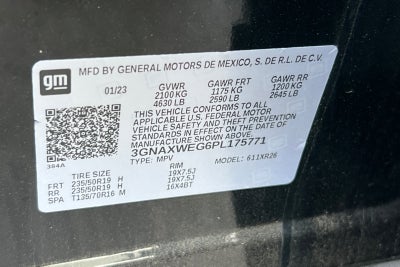 gm
MFD BY GENERAL MOTORS DE MEXICO, S. DE R.L. DE C.V.
01/23 GVWR GAWR FRT GAWR RR
2100 KG 1175 KG 1200 KG
4630 LB 2590 LB 2645 LB
THIS VEHICLE CONFORMS TO ALL
APPLICABLE U.S. FEDERAL MOTOR
VEHICLE SAFETY STANDARDS IN
EFFECT ON THE DATE OF
MANUFACTURE SHOWN ABOVE.
384A 3GNAXWEG6PL175771
TYPE: MPV MODEL: 611XR26
TIRE SIZE RIM
FRT 235/50R19 H 19X7.5J
RR 235/50R19 H 19X7.5J
SPA T135/70R16 M 16X4BT